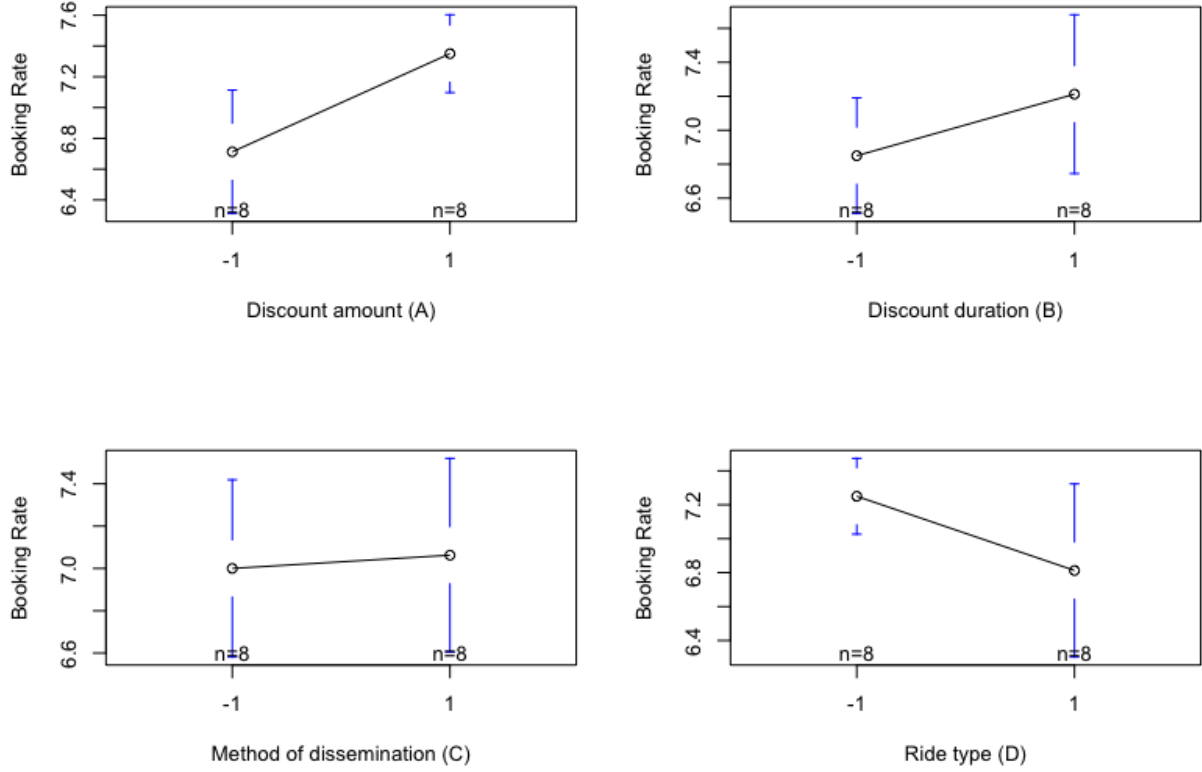 Booking Rate
7.6
7.2
6.8
6.4
n=8
n=8
-1
1
Discount amount (A)
Booking Rate
7.4
7.0
6.6
n=8
n=8
-1
1
Discount duration (B)
Booking Rate
7.4
7.0
6.6
n=8
n=8
-1
1
Method of dissemination (C)
Booking Rate
7.2
6.8
6.4
n=8
n=8
-1
1
Ride type (D)